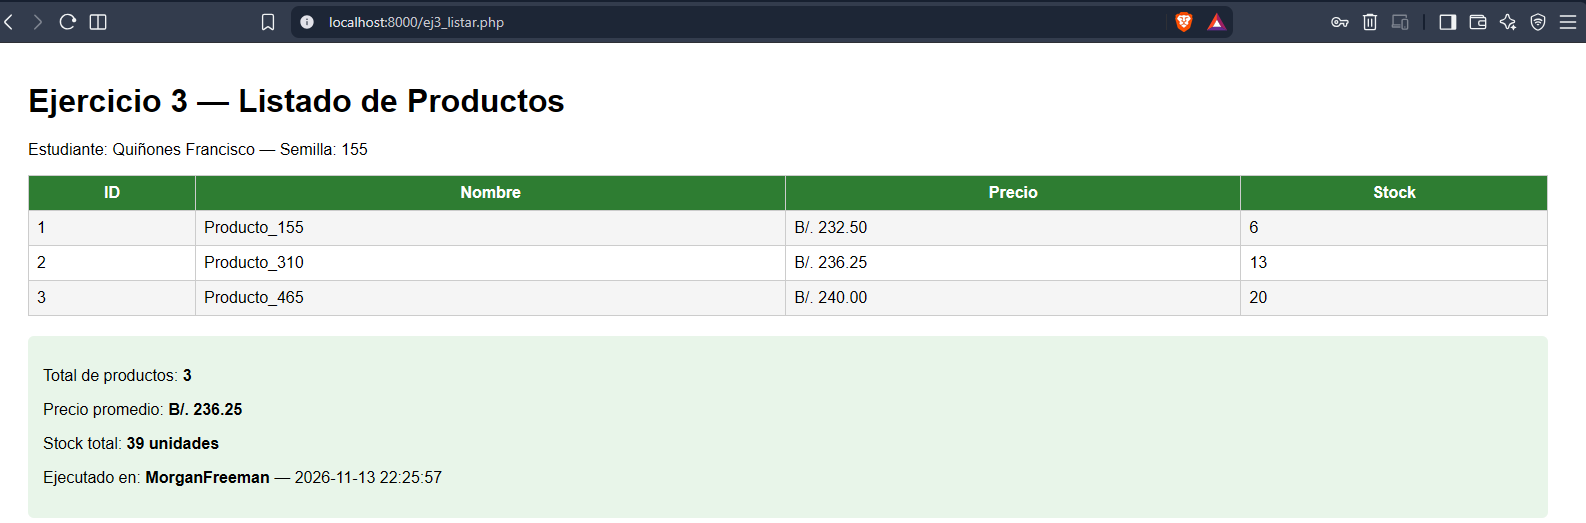 localhost:8000/ej3_listar.php
Ejercicio 3 — Listado de Productos
Estudiante: Quiñones Francisco — Semilla: 155
ID Nombre Precio Stock
1 Producto_155 B/. 232.50 6
2 Producto_310 B/. 236.25 13
3 Producto_465 B/. 240.00 20
Total de productos: 3
Precio promedio: B/. 236.25
Stock total: 39 unidades
Ejecutado en: MorganFreeman — 2026-11-13 22:25:57